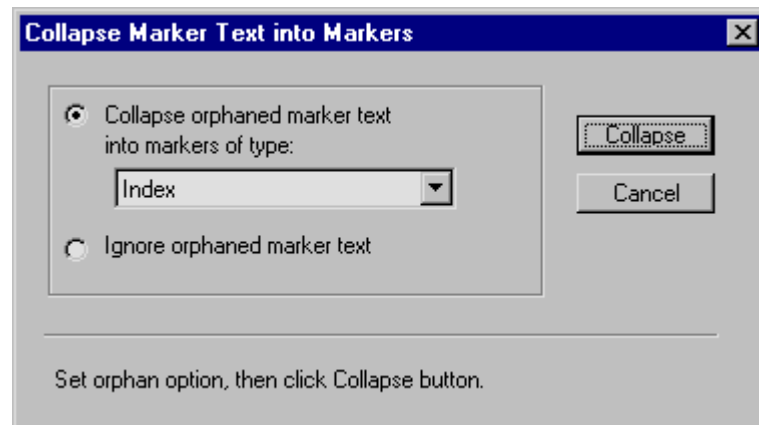 Collapse Marker Text into Markers
Collapse orphaned marker text
into markers of type:
Index
Ignore orphaned marker text
Collapse
Cancel
Set orphan option, then click Collapse button.